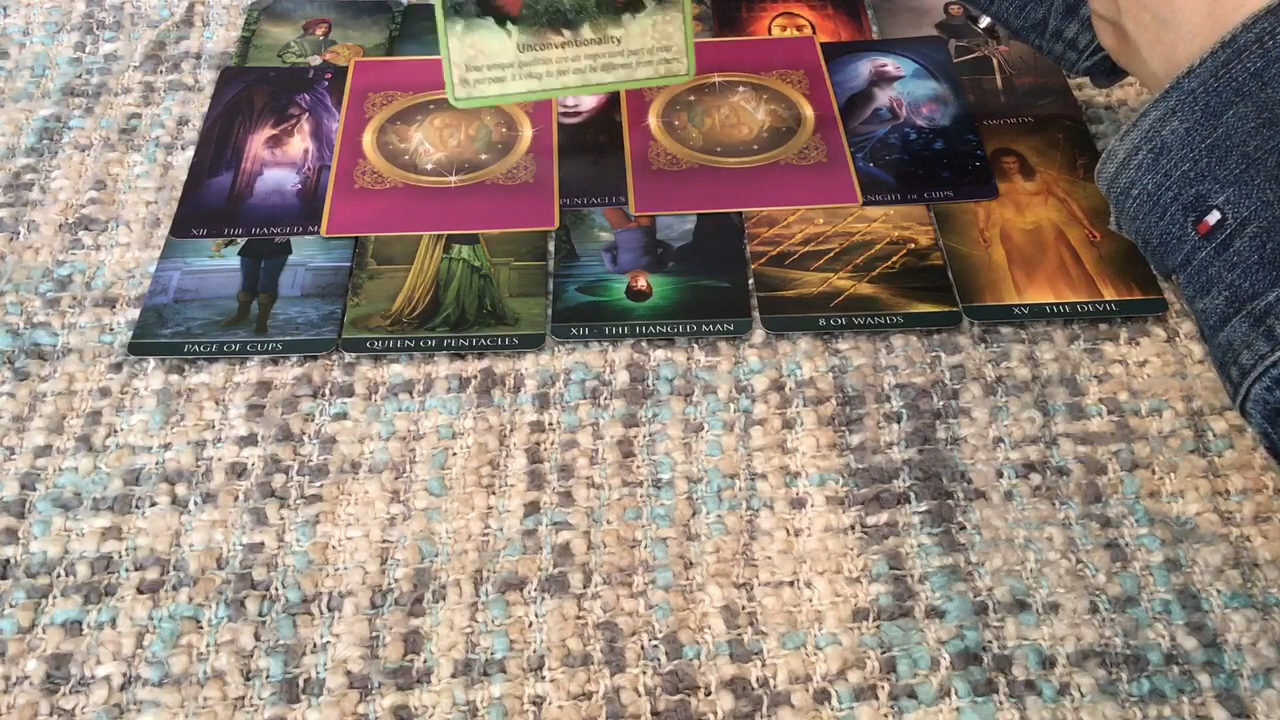 Unconventionality
Your unique qualities are an important part of your
purpose. It's okay to feel and be different from others.
SWORDS
XII - THE HANGED M
PENTACLES
KNIGHT OF CUPS
PAGE OF CUPS
QUEEN OF PENTACLES
XII - THE HANGED MAN
8 OF WANDS
XV - THE DEVIL